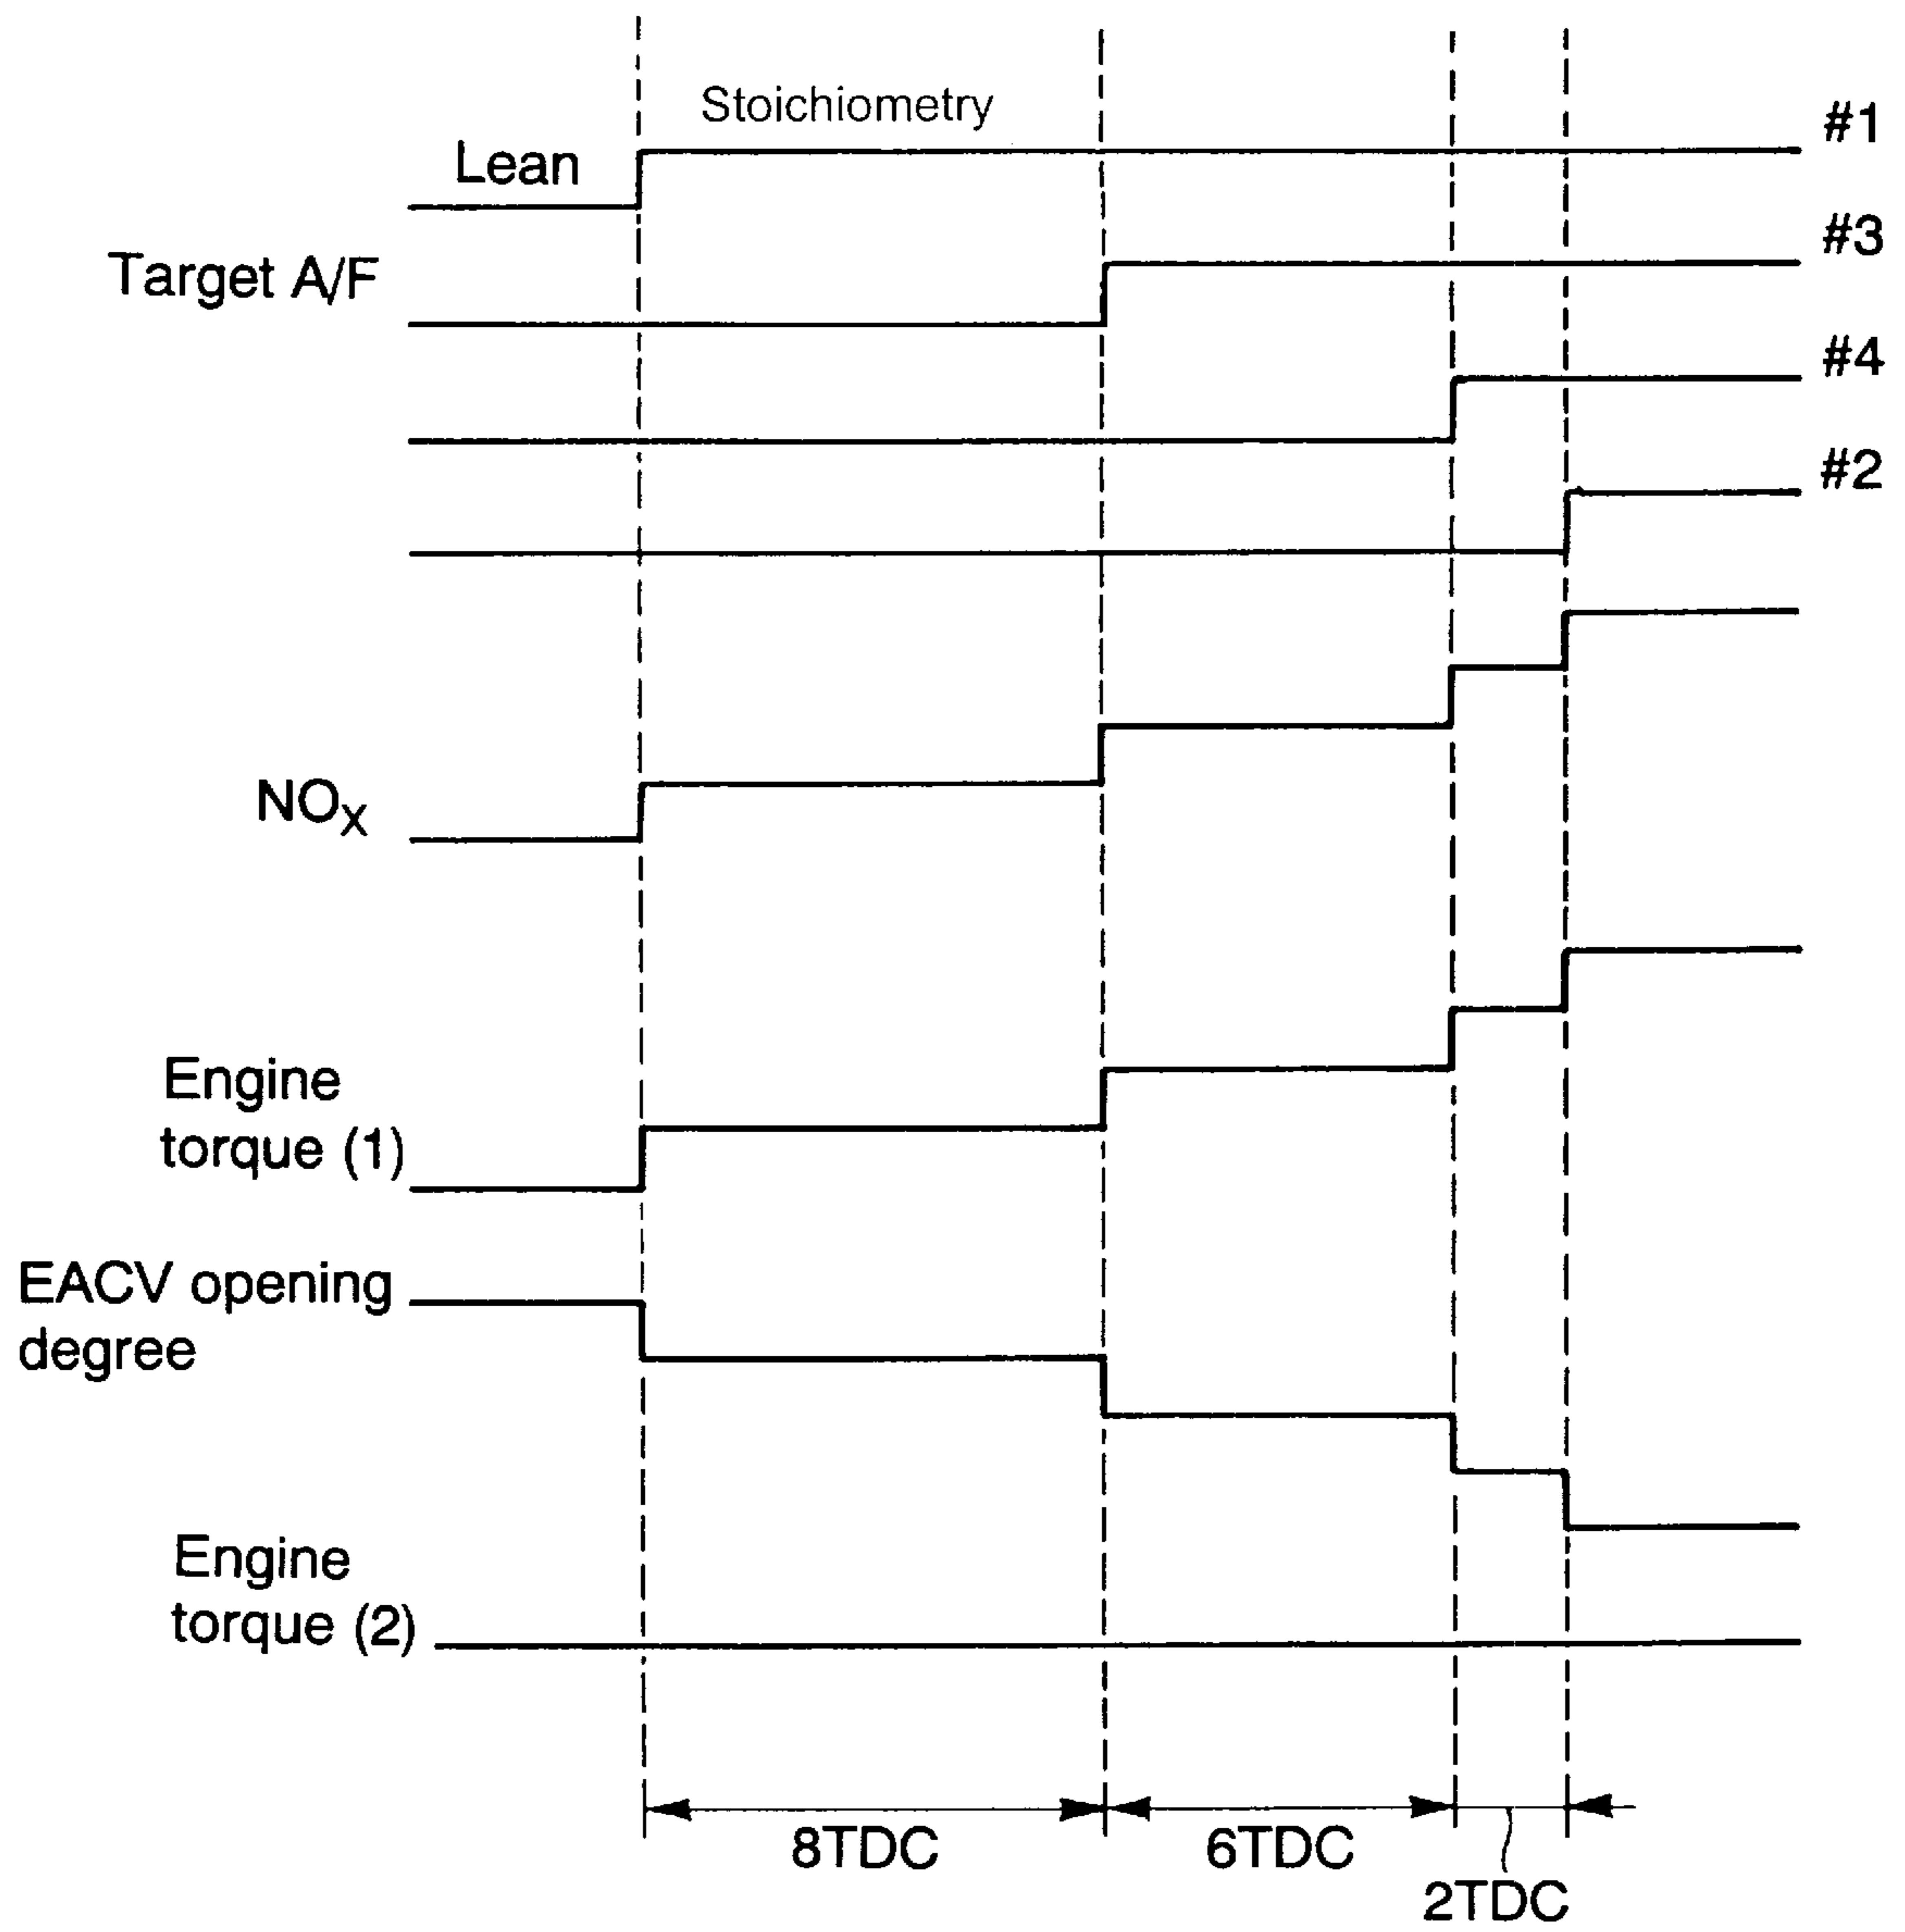 Stoichiometry
#1
Lean
#3
Target A/F
#4
#2
NOX
Engine
torque (1)
EACV opening
degree
Engine
torque (2)
8TDC
6TDC
2TDC